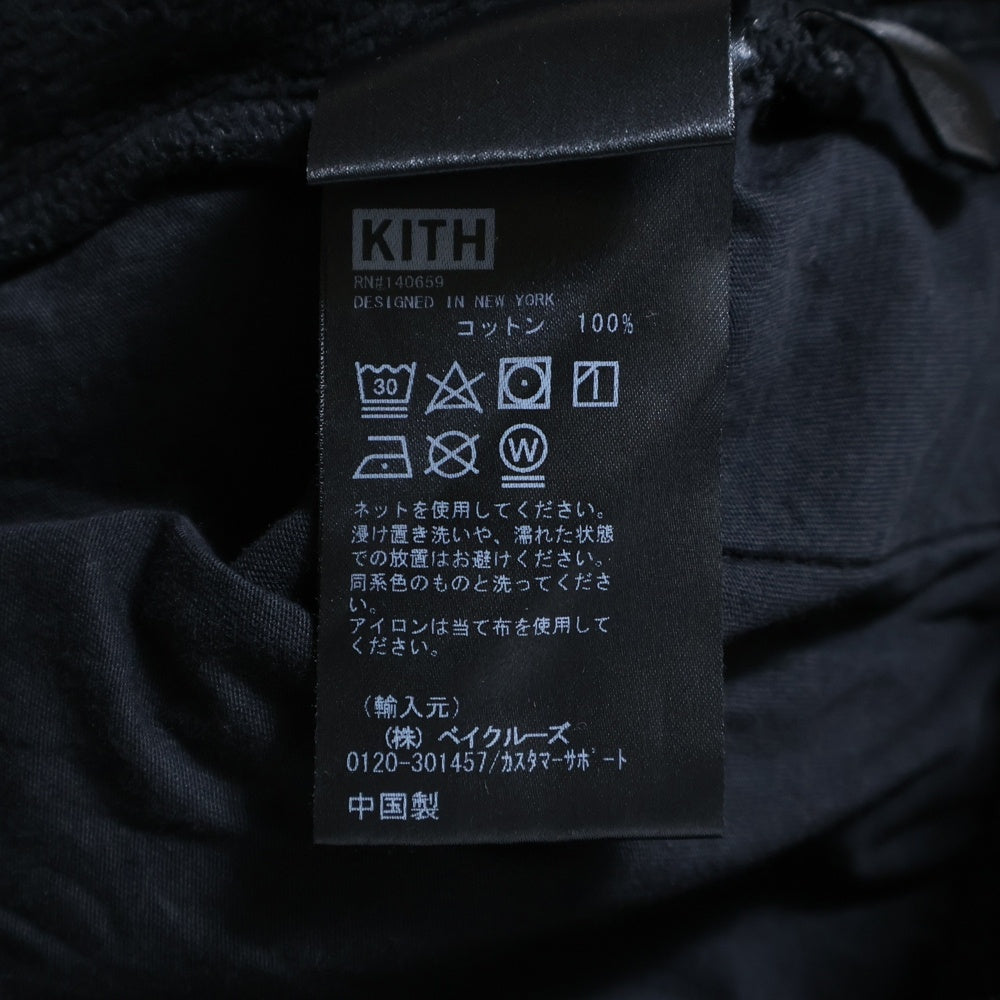 KITH
RN#140659
DESIGNED IN NEW YORK
コットン 100%
30
W
ネットを使用してください。
浸け置き洗いや、濡れた状態
での放置はお避けください。
同系色のものと洗ってくださ
い。
アイロンは当て布を使用して
ください。
(輸入元)
(株) ベイクルーズ
0120-301457/ｶｽﾀﾏｰｻﾎﾟｰﾄ
中国製